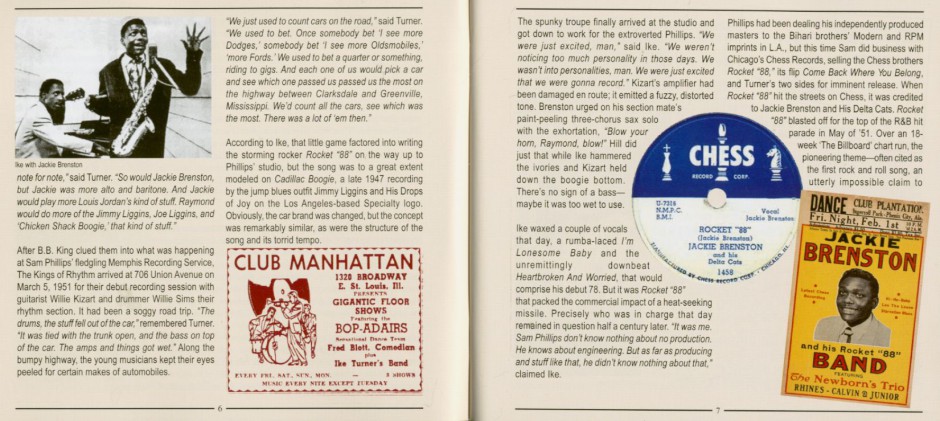 Ike with Jackie Brenston
note for note," said Turner. "So would Jackie Brenston,
but Jackie was more alto and baritone. And Jackie
would play more Louis Jordan's kind of stuff. Raymond
would do more of the Jimmy Liggins, Joe Liggins, and
'Chicken Shack Boogie,' that kind of stuff."
After B.B. King clued them into what was happening
at Sam Phillips' fledgling Memphis Recording Service,
The Kings of Rhythm arrived at 706 Union Avenue on
March 5, 1951 for their debut recording session with
guitarist Willie Kizart and drummer Willie Sims their
rhythm section. It had been a soggy road trip. "The
drums, the stuff fell out of the car," remembered Turner.
"It was tied with the trunk open, and the bass on top
of the car. The amps and things got wet." Along the
bumpy highway, the young musicians kept their eyes
peeled for certain makes of automobiles.
"We just used to count cars on the road," said Turner.
"We used to bet. Once somebody bet 'I see more
Dodges,' somebody bet 'I see more Oldsmobiles,'
'more Fords.' We used to bet a quarter or something,
riding to gigs. And each one of us would pick a car
and see which one passed us passed us the most on
the highway between Clarksdale and Greenville,
Mississippi. We'd count all the cars, see which was
the most. There was a lot of 'em then."
According to Ike, that little game factored into writing
the storming rocker Rocket "88" on the way up to
Phillips' studio, but the song was to a great extent
modeled on Cadillac Boogie, a late 1947 recording
by the jump blues outfit Jimmy Liggins and His Drops
of Joy on the Los Angeles-based Specialty logo.
Obviously, the car brand was changed, but the concept
was remarkably similar, as were the structure of the
song and its torrid tempo.
CLUB MANHATTAN
1320 BROADWAY
E. St. Louis, Ill.
PRESENTS
GIGANTIC FLOOR
SHOWS
Featuring the
BOP-ADAIRS
Sensational Dance Team
Fred Blott, Comedian
plus
Ike Turner's Band
EVERY FRI. SAT., SUN., MON. — 3 SHOWS
MUSIC EVERY NITE EXCEPT TUESDAY
6
The spunky troupe finally arrived at the studio and
got down to work for the extroverted Phillips. "We
were just excited, man," said Ike. "We weren't
noticing too much personality in those days. We
wasn't into personalities, man. We were just excited
that we were gonna record." Kizart's amplifier had
been damaged en route; it emitted a fuzzy, distorted
tone. Brenston urged on his section mate's
paint-peeling three-chorus sax solo
with the exhortation, "Blow your
horn, Raymond, blow!" Hill did
just that while Ike hammered
the ivories and Kizart held
down the boogie bottom.
There's no sign of a bass—
maybe it was too wet to use.
Ike waxed a couple of vocals
that day, a rumba-laced I'm
Lonesome Baby and the
unremittingly downbeat
Heartbroken And Worried, that would
comprise his debut 78. But it was Rocket "88"
that packed the commercial impact of a heat-seeking
missile. Precisely who was in charge that day
remained in question half a century later. "It was me.
Sam Phillips don't know nothing about no production.
He knows about engineering. But as far as producing
and stuff like that, he didn't know nothing about that,"
claimed Ike.
CHESS
RECORD CORP.
U-7316
N.M.P.C.
B.M.I.
Vocal
Jackie Brenston
ROCKET "88"
(Jackie Brenston)
JACKIE BRENSTON
and his
Delta Cats
1458
MANUFACTURED BY CHESS RECORD CORP. • CHICAGO, ILL.
Phillips had been dealing his independently produced
masters to the Bihari brothers' Modern and RPM
imprints in L.A., but this time Sam did business with
Chicago's Chess Records, selling the Chess brothers
Rocket "88," its flip Come Back Where You Belong,
and Turner's two sides for imminent release. When
Rocket "88" hit the streets on Chess, it was credited
to Jackie Brenston and His Delta Cats. Rocket
"88" blasted off for the top of the R&B hit
parade in May of '51. Over an 18-
week 'The Billboard' chart run, the
pioneering theme—often cited as
the first rock and roll song, an
utterly impossible claim to
DANCE CLUB PLANTATION
Fri. Night, Feb. 1st
JACKIE
BRENSTON
Latest Chess
Recording
and his Rocket "88"
BAND
FEATURING
The Newborn's Trio
RHINES - CALVIN & JUNIOR
7